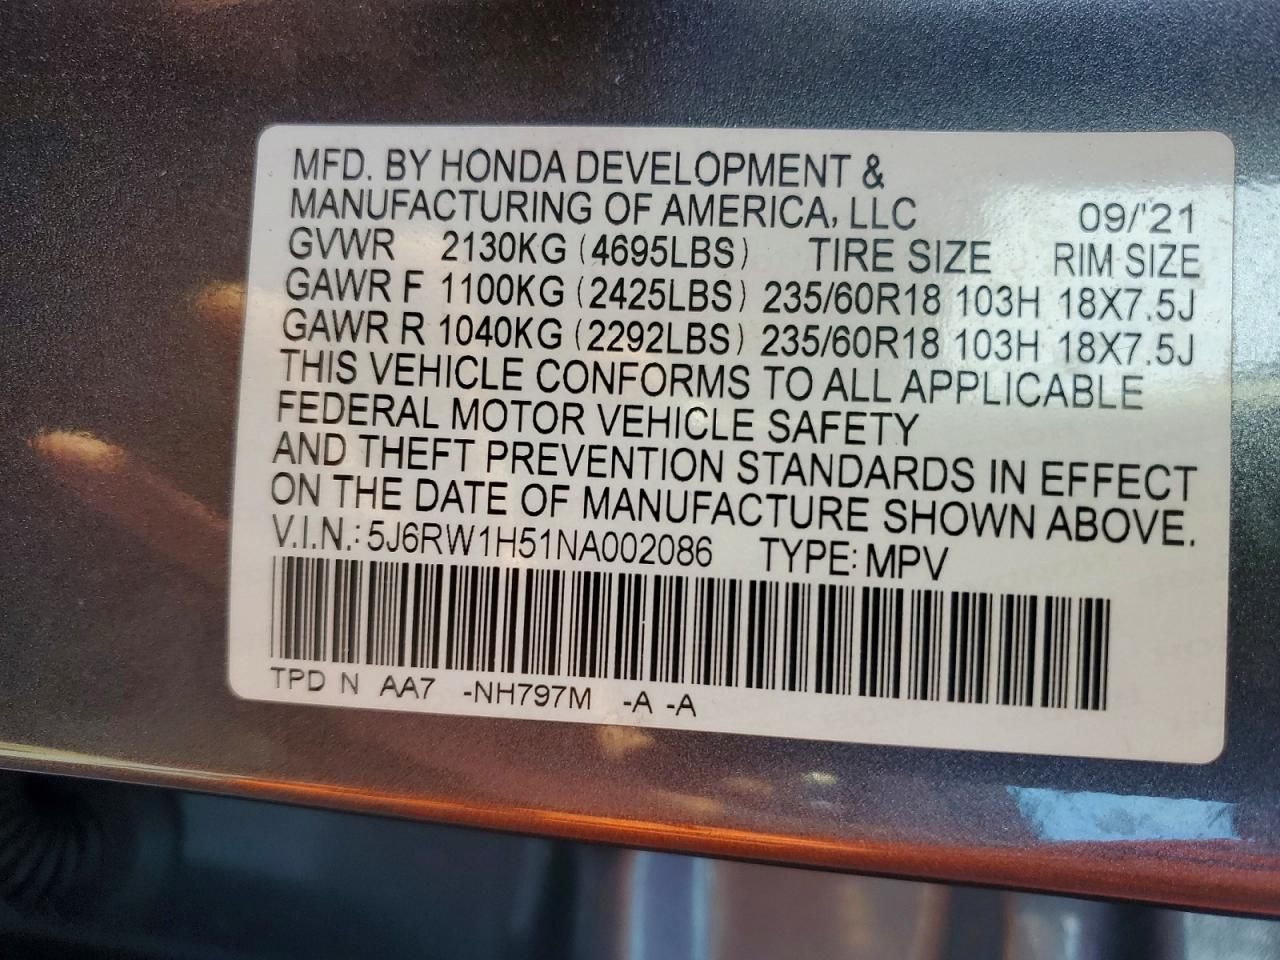 MFD. BY HONDA DEVELOPMENT &
MANUFACTURING OF AMERICA, LLC 09/'21
GVWR 2130KG (4695LBS) TIRE SIZE RIM SIZE
GAWR F 1100KG (2425LBS) 235/60R18 103H 18X7.5J
GAWR R 1040KG (2292LBS) 235/60R18 103H 18X7.5J
THIS VEHICLE CONFORMS TO ALL APPLICABLE
FEDERAL MOTOR VEHICLE SAFETY
AND THEFT PREVENTION STANDARDS IN EFFECT
ON THE DATE OF MANUFACTURE SHOWN ABOVE.
V.I.N.: 5J6RW1H51NA002086 TYPE: MPV
TPD N AA7 -NH797M -A -A